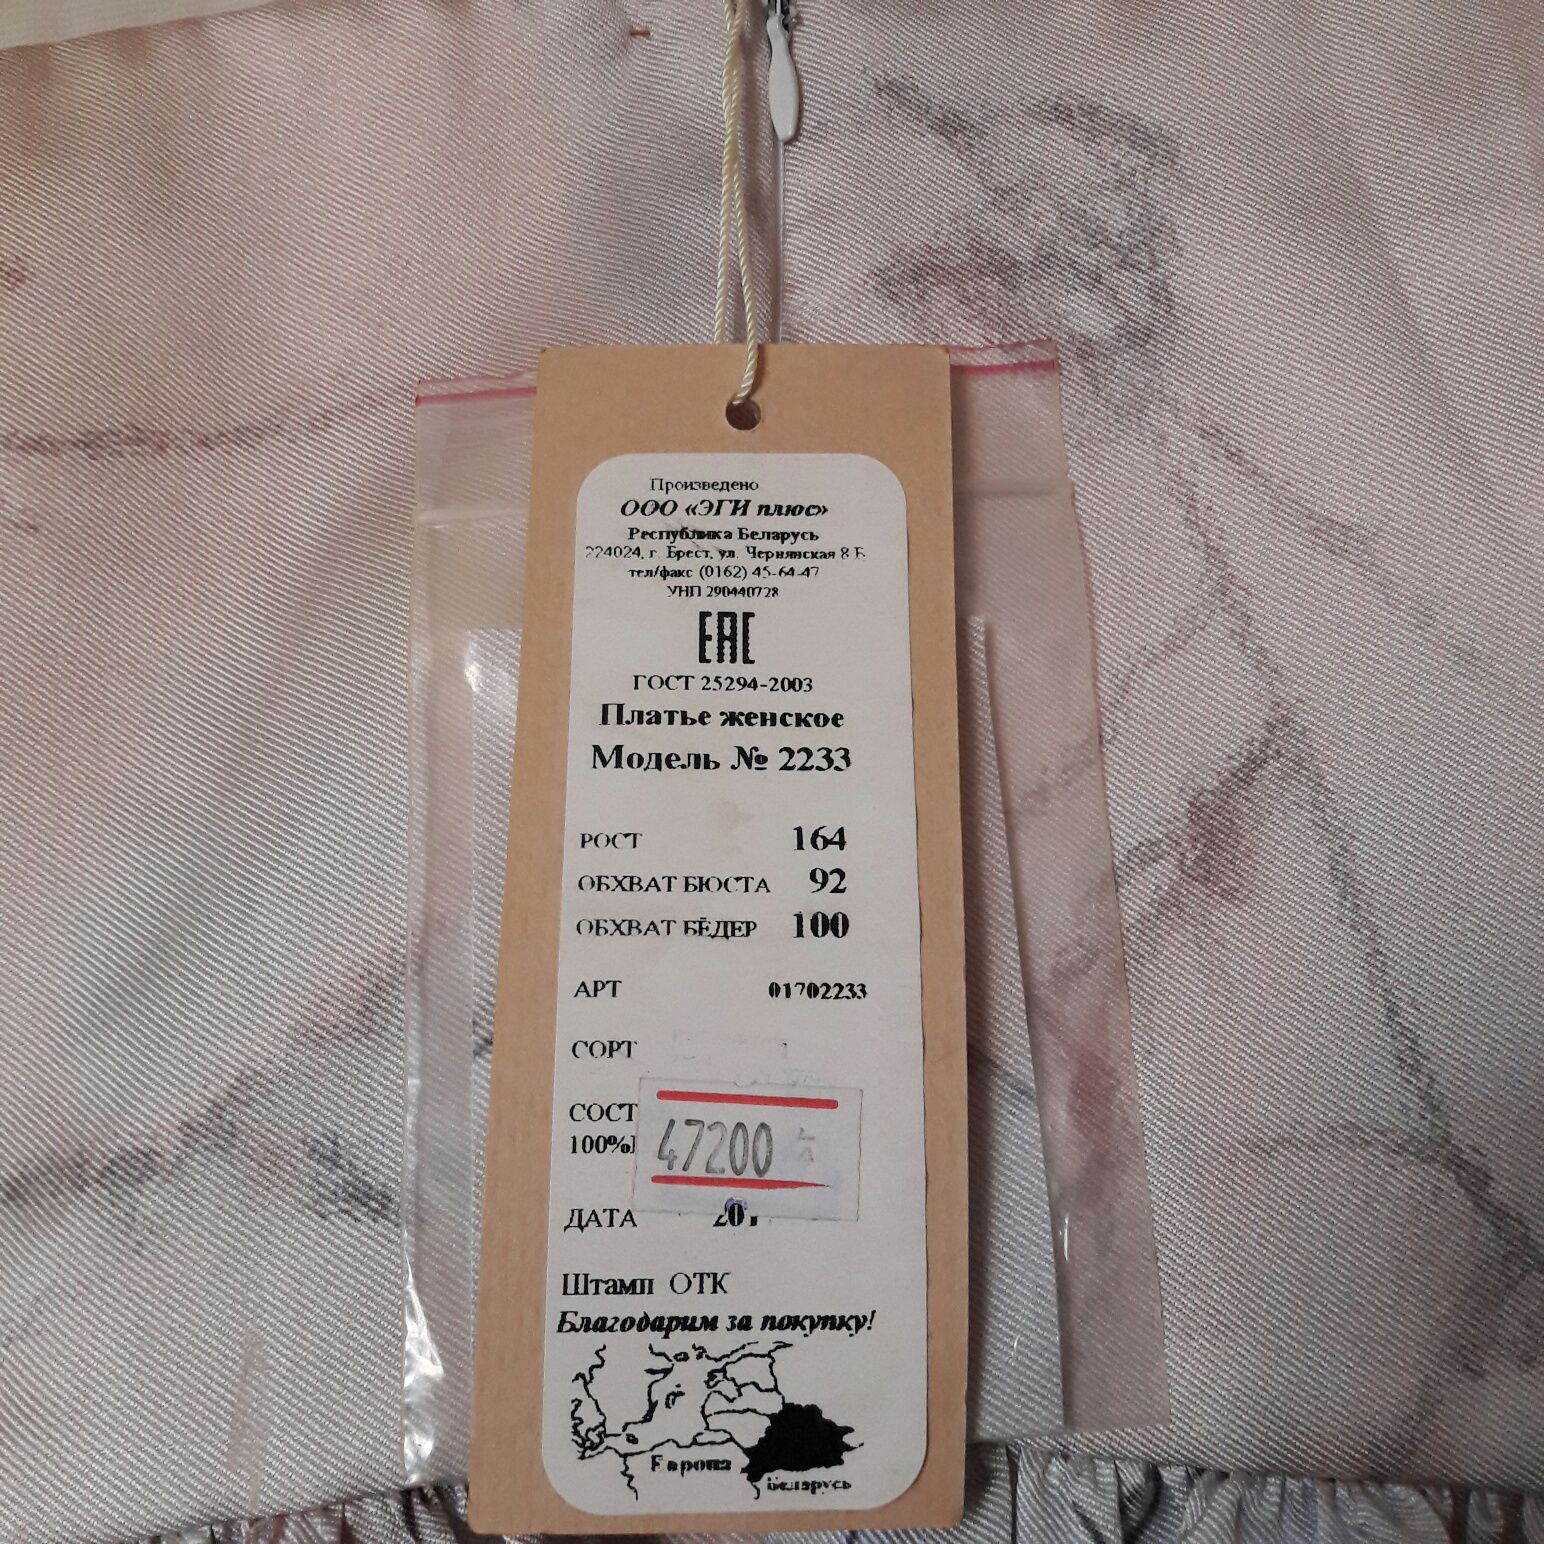 Произведено
ООО «ЭГИ плюс»
Республика Беларусь
224024, г. Брест, ул. Чернянская 8 Б
тел/факс (0162) 45-64-47
УНП 290440728
ЕАС
ГОСТ 25294-2003
Платье женское
Модель № 2233
РОСТ 164
ОБХВАТ БЮСТА 92
ОБХВАТ БЁДЕР 100
АРТ 01702233
СОРТ
СОСТ
100%
47200
ДАТА 201
Штамп ОТК
Благодарим за покупку!
Европа
Беларусь